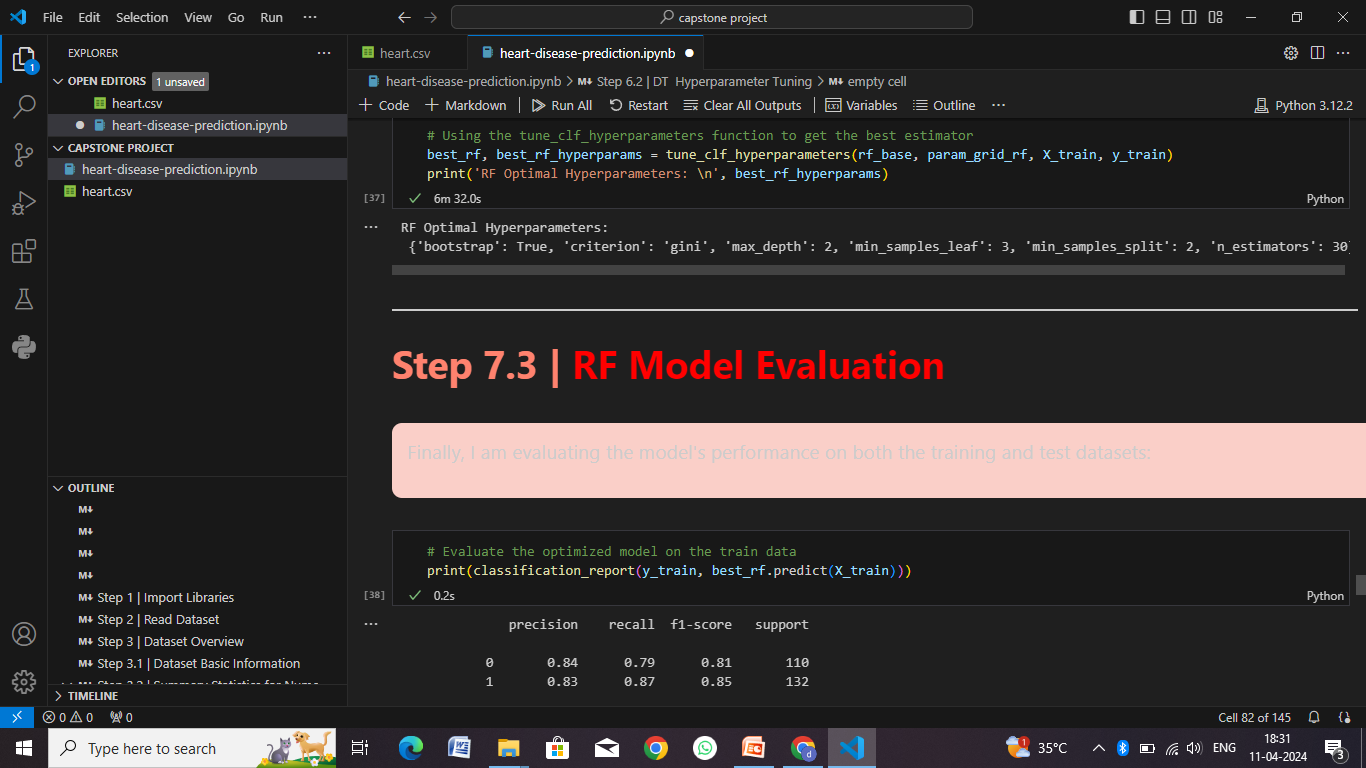 File Edit Selection View Go Run ··· capstone project
EXPLORER ···
OPEN EDITORS 1 unsaved
heart.csv
heart-disease-prediction.ipynb
CAPSTONE PROJECT
heart-disease-prediction.ipynb
heart.csv
OUTLINE
M↓
M↓
M↓
M↓
M↓ Step 1 | Import Libraries
M↓ Step 2 | Read Dataset
M↓ Step 3 | Dataset Overview
M↓ Step 3.1 | Dataset Basic Information
TIMELINE
1
heart.csv heart-disease-prediction.ipynb ···
heart-disease-prediction.ipynb > M↓ Step 6.2 | DT Hyperparameter Tuning > M↓ empty cell
+ Code + Markdown Run All Restart Clear All Outputs Variables Outline ··· Python 3.12.2
# Using the tune_clf_hyperparameters function to get the best estimator
best_rf, best_rf_hyperparams = tune_clf_hyperparameters(rf_base, param_grid_rf, X_train, y_train)
print('RF Optimal Hyperparameters: \n', best_rf_hyperparams)
[37] 6m 32.0s Python
··· RF Optimal Hyperparameters:
{'bootstrap': True, 'criterion': 'gini', 'max_depth': 2, 'min_samples_leaf': 3, 'min_samples_split': 2, 'n_estimators': 30}
Step 7.3 | RF Model Evaluation
Finally, I am evaluating the model's performance on both the training and test datasets:
# Evaluate the optimized model on the train data
print(classification_report(y_train, best_rf.predict(X_train)))
[38] 0.2s Python
··· precision recall f1-score support
0 0.84 0.79 0.81 110
1 0.83 0.87 0.85 132
0 0 0 Cell 82 of 145
Type here to search 35°C ENG 18:31
11-04-2024 3